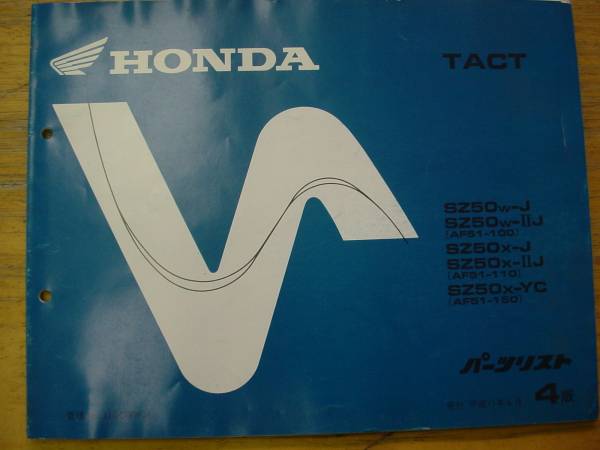 HONDA
TACT
SZ50W-J
SZ50W-ⅡJ
(AF51-100)
SZ50X-J
SZ50X-ⅡJ
(AF51-110)
SZ50X-YC
(AF51-150)
パーツリスト
4版